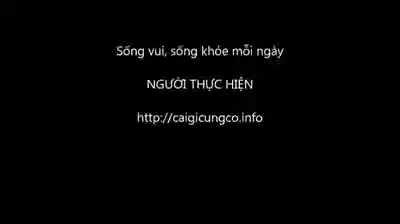 Sống vui, sống khỏe mỗi ngày
NGƯỜI THỰC HIỆN
http://caigicungco.info